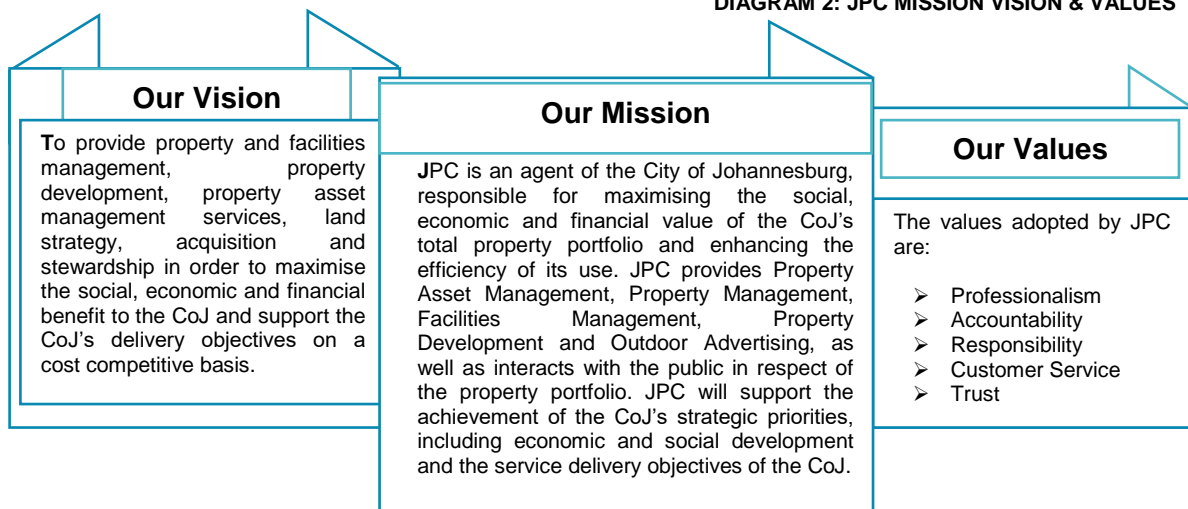 DIAGRAM 2: JPC MISSION VISION & VALUES
Our Vision
To provide property and facilities
management, property
development, property asset
management services, land
strategy, acquisition and
stewardship in order to maximise
the social, economic and financial
benefit to the CoJ and support the
CoJ's delivery objectives on a
cost competitive basis.
Our Mission
JPC is an agent of the City of Johannesburg,
responsible for maximising the social,
economic and financial value of the CoJ's
total property portfolio and enhancing the
efficiency of its use. JPC provides Property
Asset Management, Property Management,
Facilities Management, Property
Development and Outdoor Advertising, as
well as interacts with the public in respect of
the property portfolio. JPC will support the
achievement of the CoJ's strategic priorities,
including economic and social development
and the service delivery objectives of the CoJ.
Our Values
The values adopted by JPC
are:
➢ Professionalism
➢ Accountability
➢ Responsibility
➢ Customer Service
➢ Trust